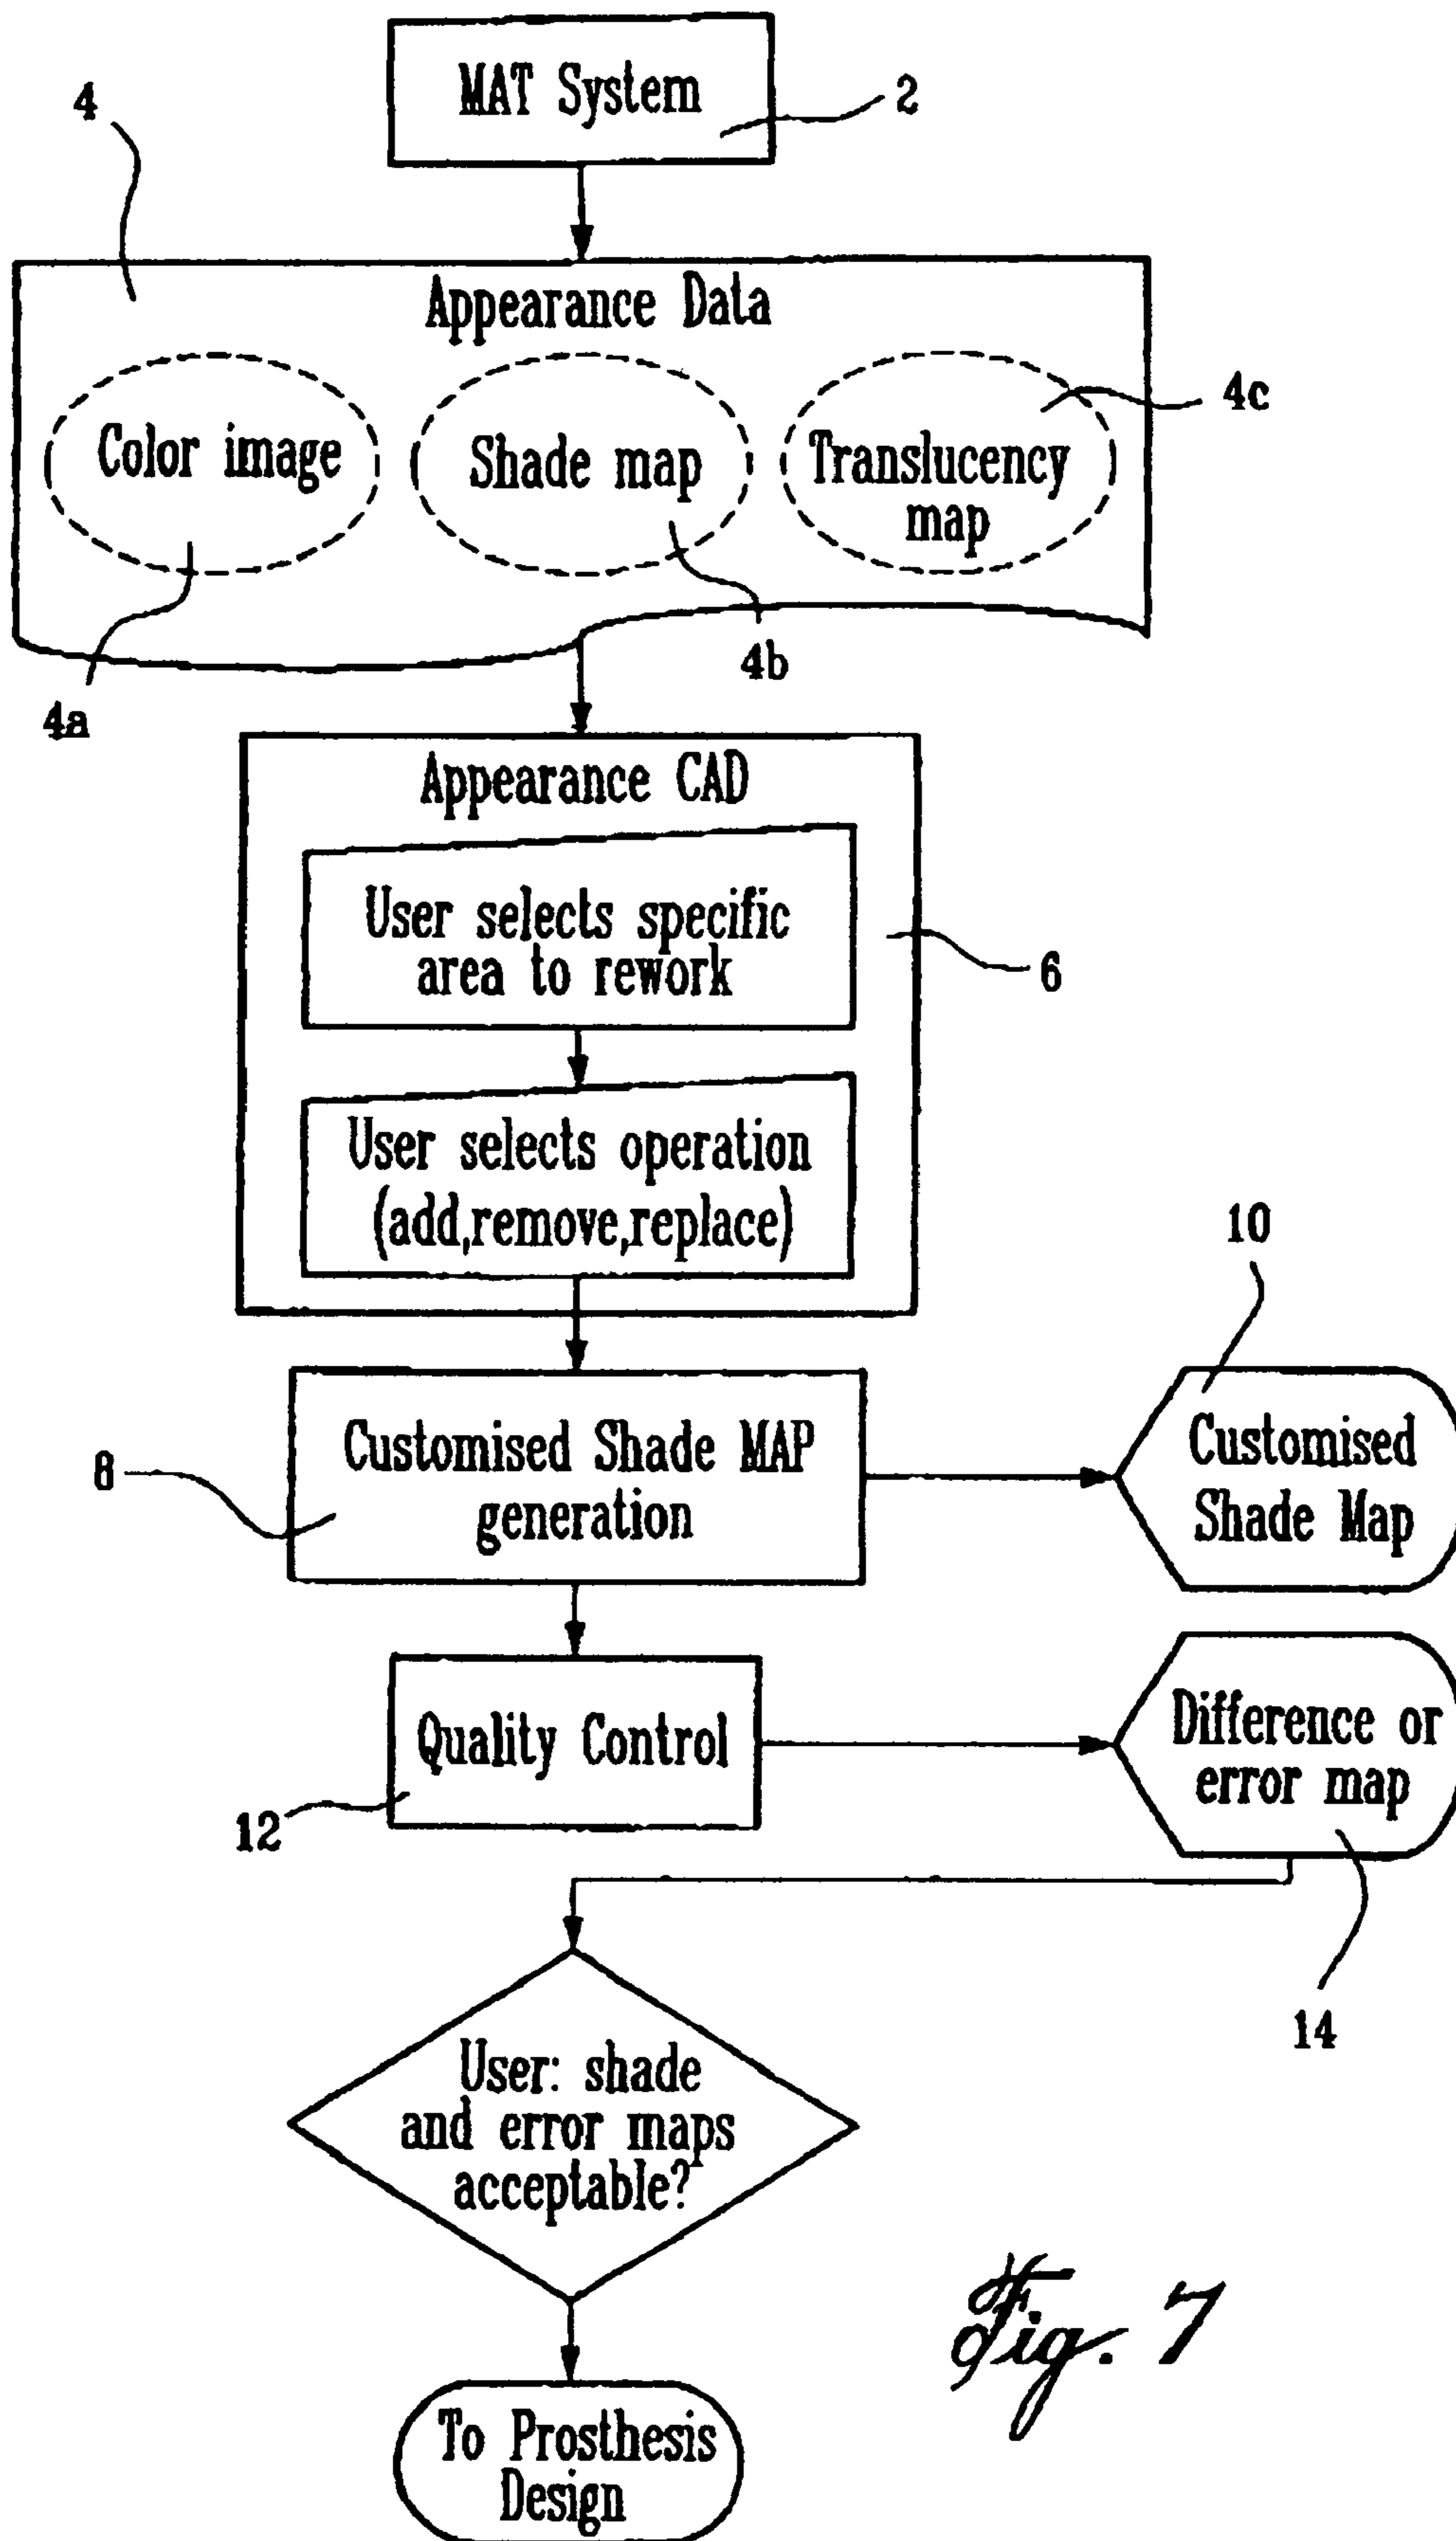 MAT System
2
4
Appearance Data
Color image
Shade map
Translucency
map
4c
4a
4b
Appearance CAD
User selects specific
area to rework
6
User selects operation
(add,remove,replace)
10
Customised Shade MAP
generation
8
Customised
Shade Map
Quality Control
12
Difference or
error map
14
User: shade
and error maps
acceptable?
To Prosthesis
Design
Fig. 7